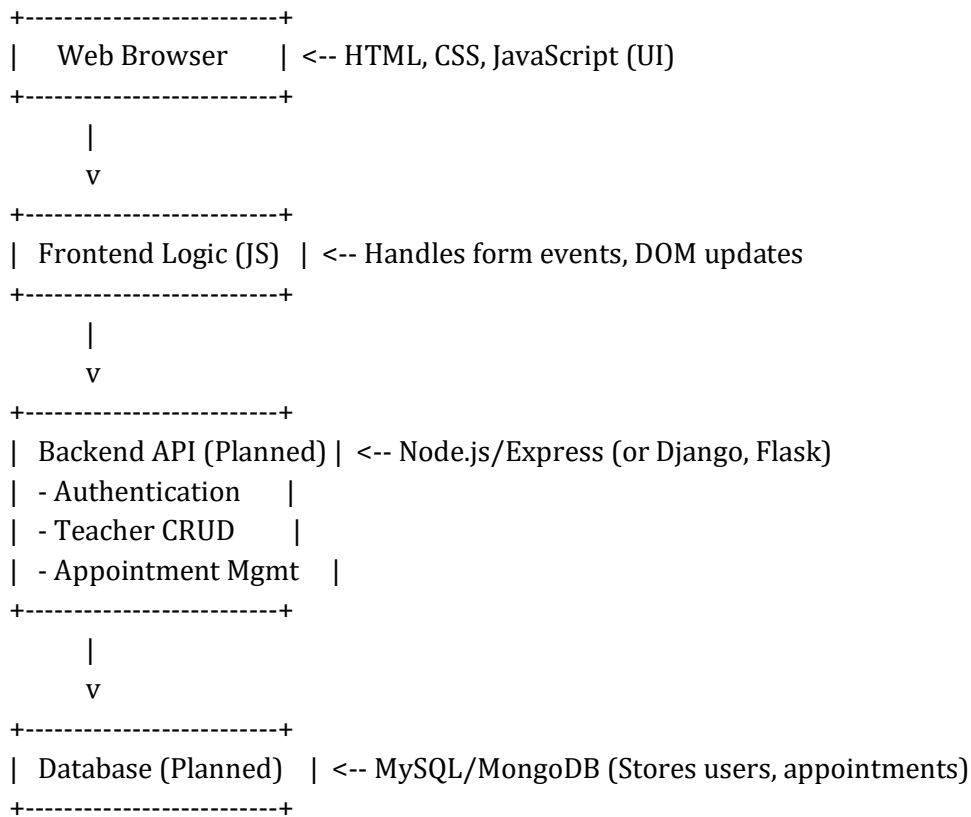 +--------------------------+
| Web Browser | <-- HTML, CSS, JavaScript (UI)
+--------------------------+
|
v
+--------------------------+
| Frontend Logic (JS) | <-- Handles form events, DOM updates
+--------------------------+
|
v
+--------------------------+
| Backend API (Planned) | <-- Node.js/Express (or Django, Flask)
| - Authentication |
| - Teacher CRUD |
| - Appointment Mgmt |
+--------------------------+
|
v
+--------------------------+
| Database (Planned) | <-- MySQL/MongoDB (Stores users, appointments)
+--------------------------+